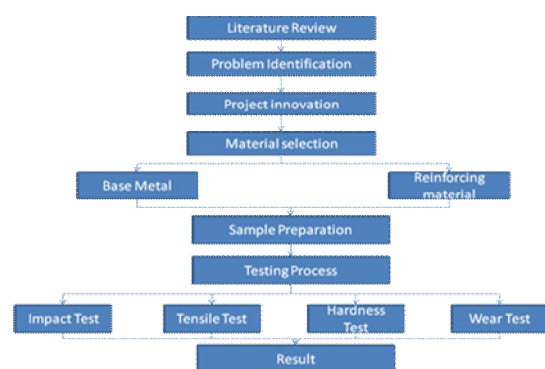 Literature Review
Problem Identification
Project innovation
Material selection
Base Metal
Reinforcing
material
Sample Preparation
Testing Process
Impact Test
Tensile Test
Hardness
Test
Wear Test
Result